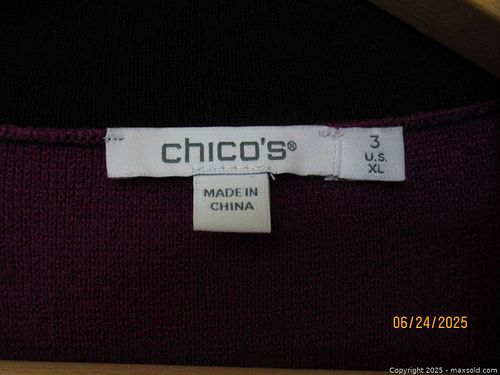 chico's®
3
U.S.
XL
MADE IN
CHINA
06/24/2025
Copyright 2025 - maxsold.com